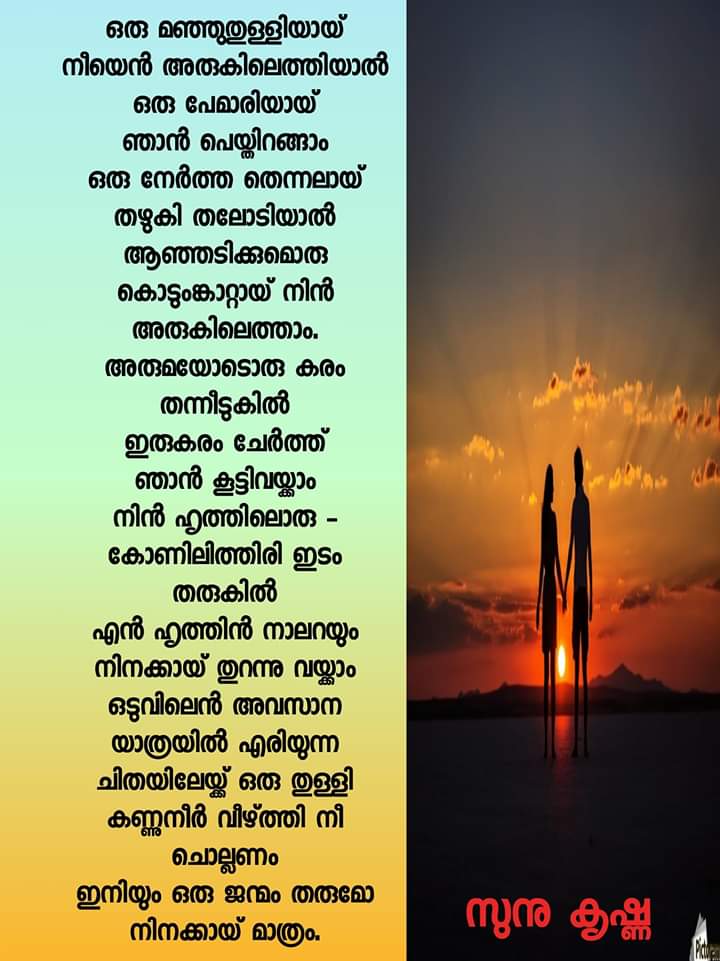 ഒരു മഞ്ഞുതുള്ളിയായ്
നീയെൻ അരുകിലെത്തിയാൽ
ഒരു പേമാരിയായ്
ഞാൻ പെയ്തിറങ്ങാം
ഒരു നേർത്ത തെന്നലായ്
തഴുകി തലോടിയാൽ
ആഞ്ഞടിക്കുമൊരു
കൊടുംങ്കാറ്റായ് നിൻ
അരുകിലെത്താം.
അരുമയോടൊരു കരം
തന്നീടുകിൽ
ഇരുകരം ചേർത്ത്
ഞാൻ കൂട്ടിവയ്ക്കാം
നിൻ ഹൃത്തിലൊരു –
കോണിലിത്തിരി ഇടം
തരുകിൽ
എൻ ഹൃത്തിൻ നാലറയും
നിനക്കായ് തുറന്നു വയ്ക്കാം
ഒടുവിലെൻ അവസാന
യാത്രയിൽ എരിയുന്ന
ചിതയിലേയ്ക്ക് ഒരു തുള്ളി
കണ്ണുനീർ വീഴ്ത്തി നീ
ചൊല്ലണം
ഇനിയും ഒരു ജന്മം തരുമോ
നിനക്കായ് മാത്രം.
സുനു കൃഷ്ണ